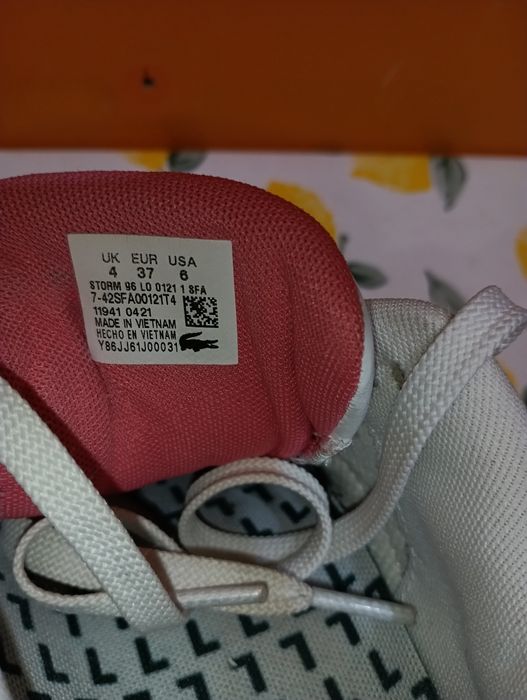 UK EUR USA
4 37 6
STORM 96 LO 0121 1 SFA
7-42SFA00121T4
11941 0421
MADE IN VIETNAM
HECHO EN VIETNAM
Y86JJ61J00031